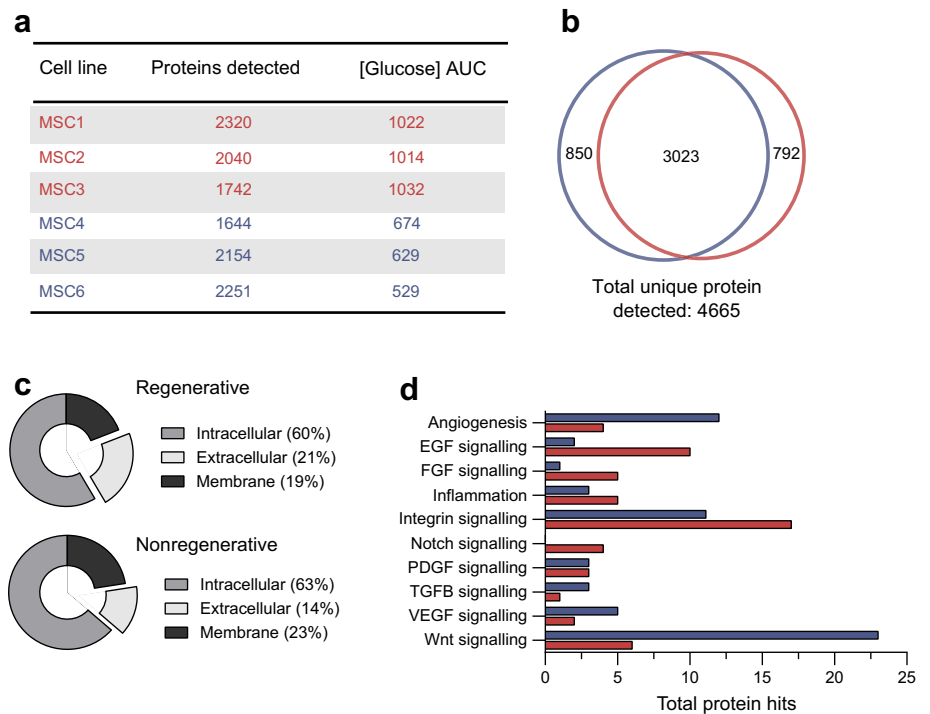 a
Cell line Proteins detected [Glucose] AUC
MSC1 2320 1022
MSC2 2040 1014
MSC3 1742 1032
MSC4 1644 674
MSC5 2154 629
MSC6 2251 529
b
850 3023 792
Total unique protein
detected: 4665
c
Regenerative
Intracellular (60%)
Extracellular (21%)
Membrane (19%)
Nonregenerative
Intracellular (63%)
Extracellular (14%)
Membrane (23%)
d
Angiogenesis
EGF signalling
FGF signalling
Inflammation
Integrin signalling
Notch signalling
PDGF signalling
TGFB signalling
VEGF signalling
Wnt signalling
0 5 10 15 20 25
Total protein hits